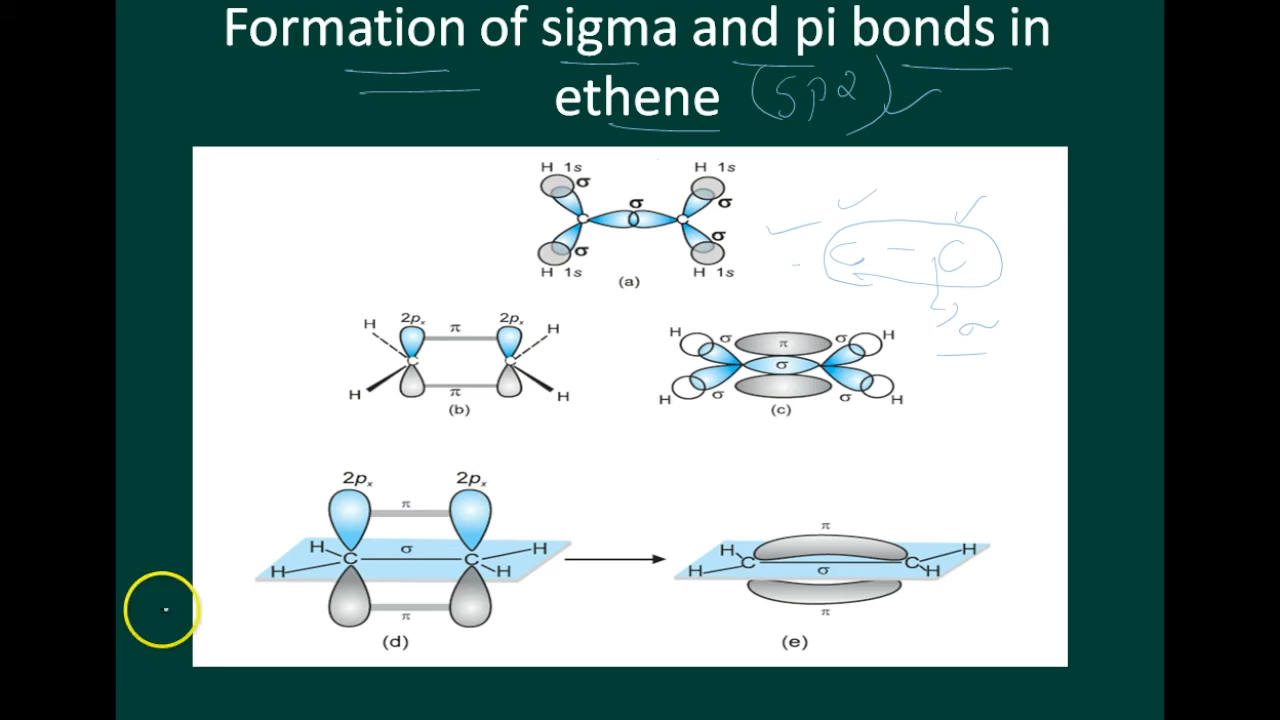 Formation of sigma and pi bonds in
ethene (sp2)
H 1s σ H 1s
σ σ σ
C C
σ σ
H 1s H 1s
(a)
C – C
σ
2pₓ π 2pₓ
H H
C C
H π H
(b)
H σ π σ H
σ
H σ σ H
(c)
2pₓ 2pₓ
π
H σ H
C C
H H
π
(d)
π
H H
C C
H σ H
π
(e)